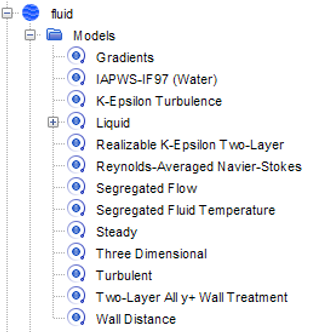 fluid
Models
Gradients
IAPWS-IF97 (Water)
K-Epsilon Turbulence
Liquid
Realizable K-Epsilon Two-Layer
Reynolds-Averaged Navier-Stokes
Segregated Flow
Segregated Fluid Temperature
Steady
Three Dimensional
Turbulent
Two-Layer All y+ Wall Treatment
Wall Distance